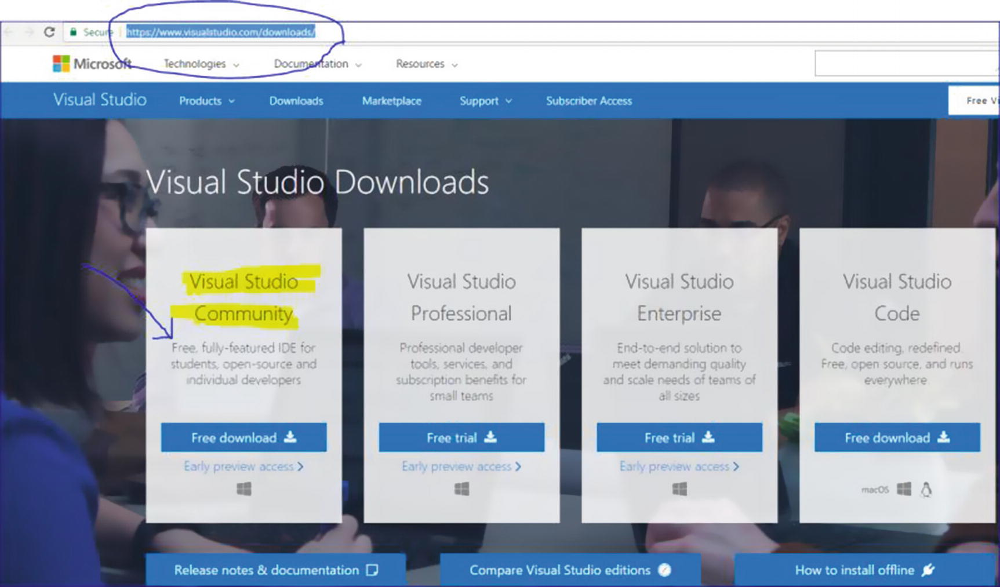 Secure https://www.visualstudio.com/downloads/
Microsoft Technologies Documentation Resources
Visual Studio Products Downloads Marketplace Support Subscriber Access Free Vi
Visual Studio Downloads
Visual Studio
Community
Free, fully-featured IDE for
students, open-source and
individual developers
Free download
Early preview access
Visual Studio
Professional
Professional developer
tools, services, and
subscription benefits for
small teams
Free trial
Early preview access
Visual Studio
Enterprise
End-to-end solution to
meet demanding quality
and scale needs of teams of
all sizes
Free trial
Early preview access
Visual Studio
Code
Code editing, redefined.
Free, open source, and runs
everywhere.
Free download
macOS
Release notes & documentation
Compare Visual Studio editions
How to install offline